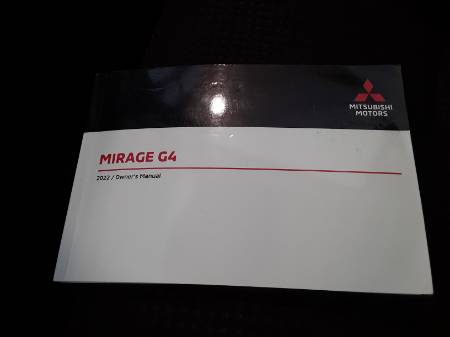 MITSUBISHI
MOTORS
MIRAGE G4
2022 / Owner's Manual